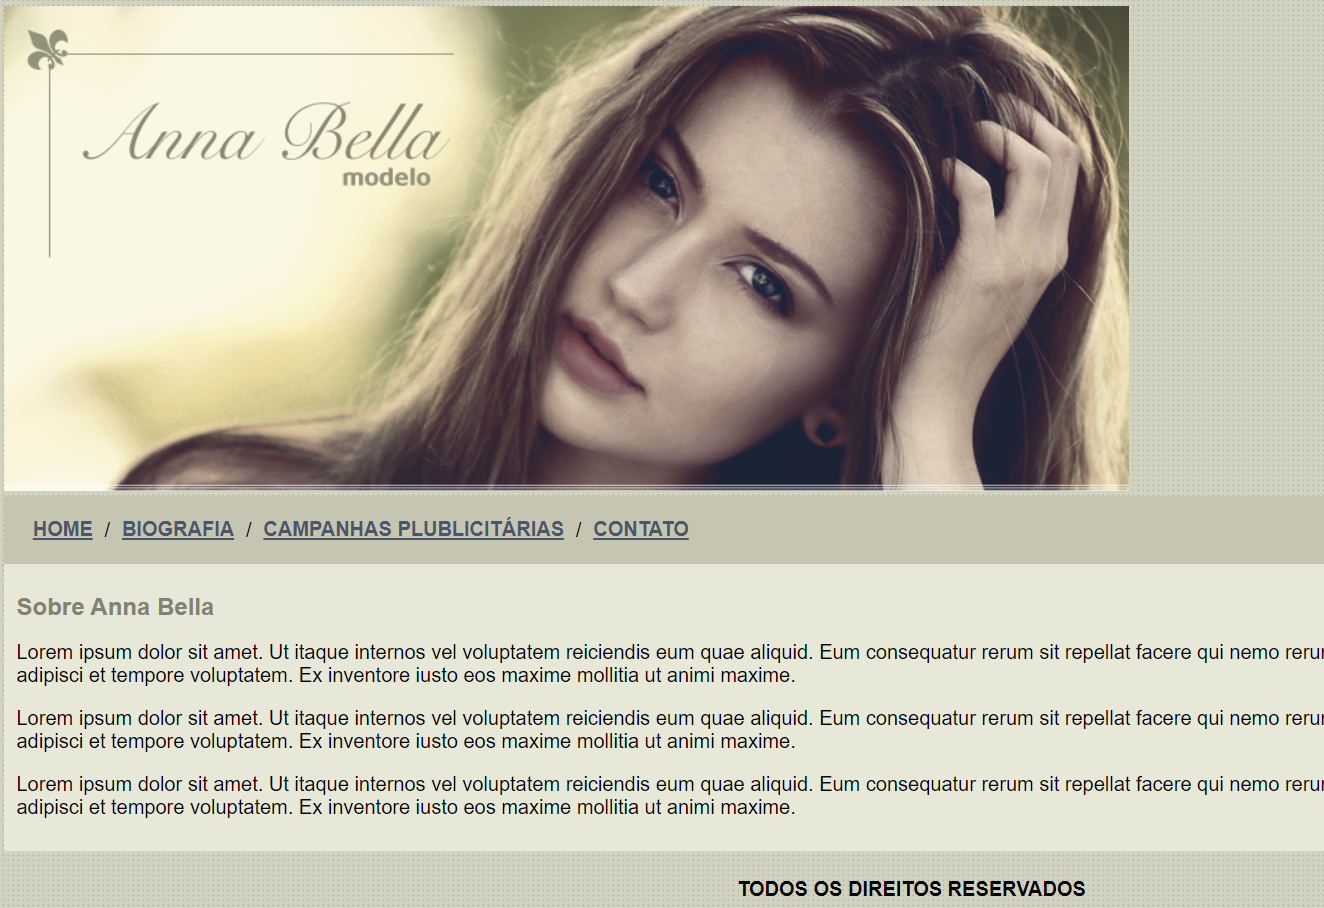 Anna Bella
modelo
HOME / BIOGRAFIA / CAMPANHAS PLUBLICITÁRIAS / CONTATO
Sobre Anna Bella
Lorem ipsum dolor sit amet. Ut itaque internos vel voluptatem reiciendis eum quae aliquid. Eum consequatur rerum sit repellat facere qui nemo
adipisci et tempore voluptatem. Ex inventore iusto eos maxime mollitia ut animi maxime.
Lorem ipsum dolor sit amet. Ut itaque internos vel voluptatem reiciendis eum quae aliquid. Eum consequatur rerum sit repellat facere qui nemo
adipisci et tempore voluptatem. Ex inventore iusto eos maxime mollitia ut animi maxime.
Lorem ipsum dolor sit amet. Ut itaque internos vel voluptatem reiciendis eum quae aliquid. Eum consequatur rerum sit repellat facere qui nemo
adipisci et tempore voluptatem. Ex inventore iusto eos maxime mollitia ut animi maxime.
TODOS OS DIREITOS RESERVADOS